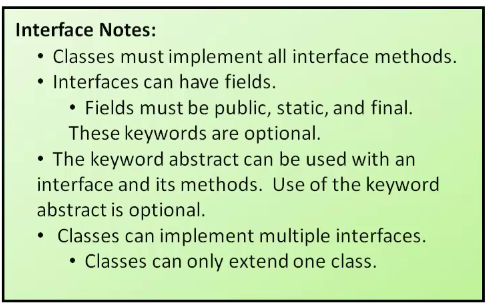 Interface Notes:
• Classes must implement all interface methods.
• Interfaces can have fields.
• Fields must be public, static, and final.
These keywords are optional.
• The keyword abstract can be used with an
interface and its methods. Use of the keyword
abstract is optional.
• Classes can implement multiple interfaces.
• Classes can only extend one class.